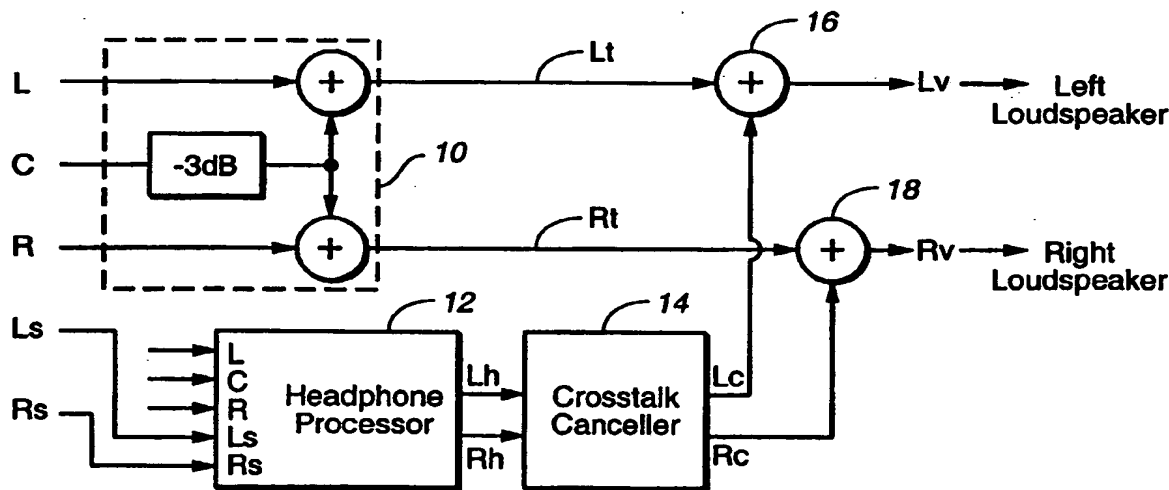 16
L
+
Lt
+
Lv
Left
Loudspeaker
C
-3dB
10
18
R
+
Rt
+
Rv
Right
Loudspeaker
Ls
Rs
12
L
C
R
Ls
Rs
Headphone
Processor
Lh
Rh
14
Crosstalk
Canceller
Lc
Rc